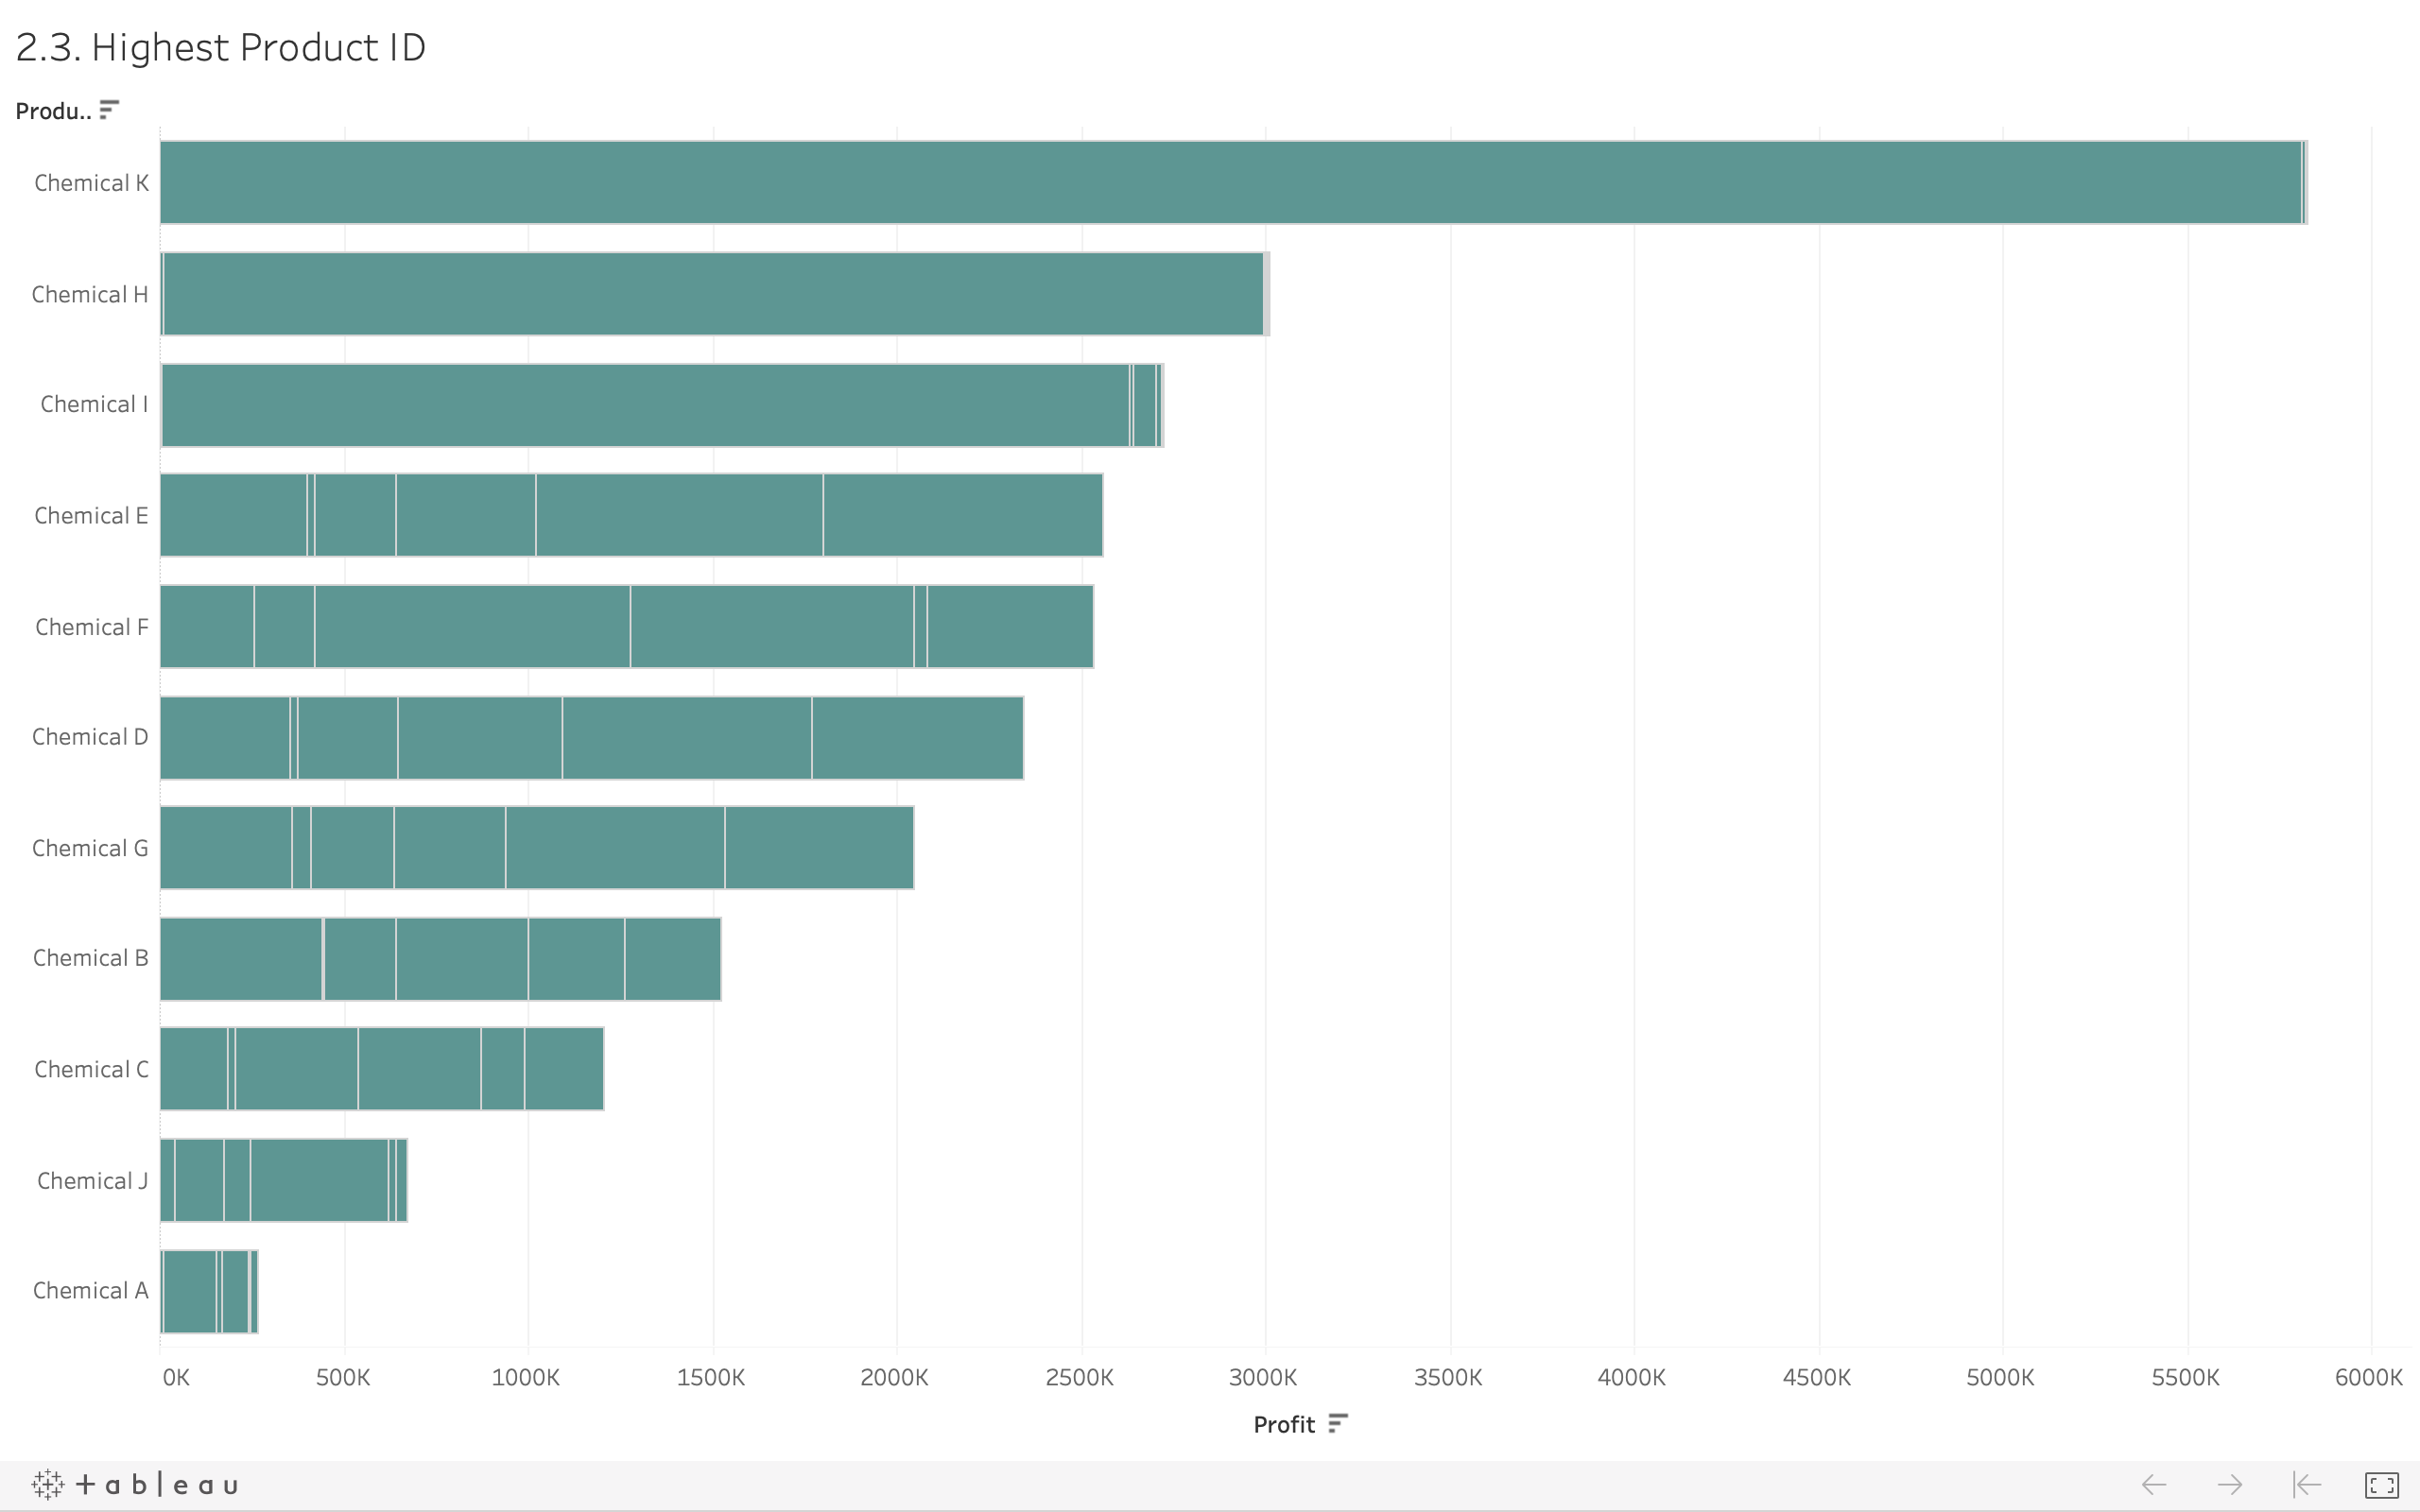 2.3. Highest Product ID
Produ..
Chemical K
Chemical H
Chemical I
Chemical E
Chemical F
Chemical D
Chemical G
Chemical B
Chemical C
Chemical J
Chemical A
0K 500K 1000K 1500K 2000K 2500K 3000K 3500K 4000K 4500K 5000K 5500K 6000K
Profit
+ableau